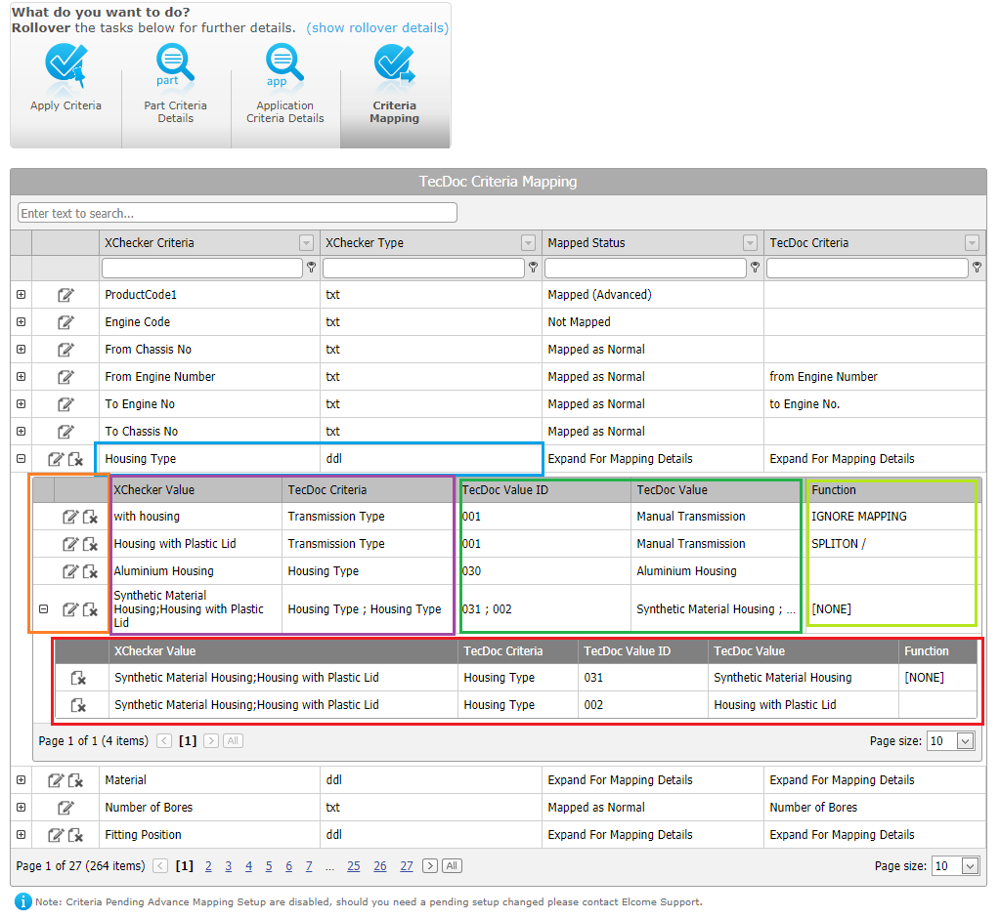 What do you want to do?
Rollover the tasks below for further details. (show rollover details)
part
app
Apply Criteria
Part Criteria
Details
Application
Criteria Details
Criteria
Mapping
TecDoc Criteria Mapping
Enter text to search...
XChecker Criteria XChecker Type Mapped Status TecDoc Criteria
ProductCode1 txt Mapped (Advanced)
Engine Code txt Not Mapped
From Chassis No txt Mapped as Normal
From Engine Number txt Mapped as Normal from Engine Number
To Engine No txt Mapped as Normal to Engine No.
To Chassis No txt Mapped as Normal
Housing Type ddl Expand For Mapping Details Expand For Mapping Details
XChecker Value TecDoc Criteria TecDoc Value ID TecDoc Value Function
with housing Transmission Type 001 Manual Transmission IGNORE MAPPING
Housing with Plastic Lid Transmission Type 001 Manual Transmission SPLITON /
Aluminium Housing Housing Type 030 Aluminium Housing
Synthetic Material
Housing;Housing with Plastic
Lid
Housing Type ; Housing Type 031 ; 002 Synthetic Material Housing ; ... [NONE]
XChecker Value TecDoc Criteria TecDoc Value ID TecDoc Value Function
Synthetic Material Housing;Housing with Plastic Lid Housing Type 031 Synthetic Material Housing [NONE]
Synthetic Material Housing;Housing with Plastic Lid Housing Type 002 Housing with Plastic Lid
Page 1 of 1 (4 items) < [1] > All Page size: 10
Material ddl Expand For Mapping Details Expand For Mapping Details
Number of Bores txt Mapped as Normal Number of Bores
Fitting Position ddl Expand For Mapping Details Expand For Mapping Details
Page 1 of 27 (264 items) < [1] 2 3 4 5 6 7 ... 25 26 27 > All Page size: 10
i Note: Criteria Pending Advance Mapping Setup are disabled, should you need a pending setup changed please contact Elcome Support.